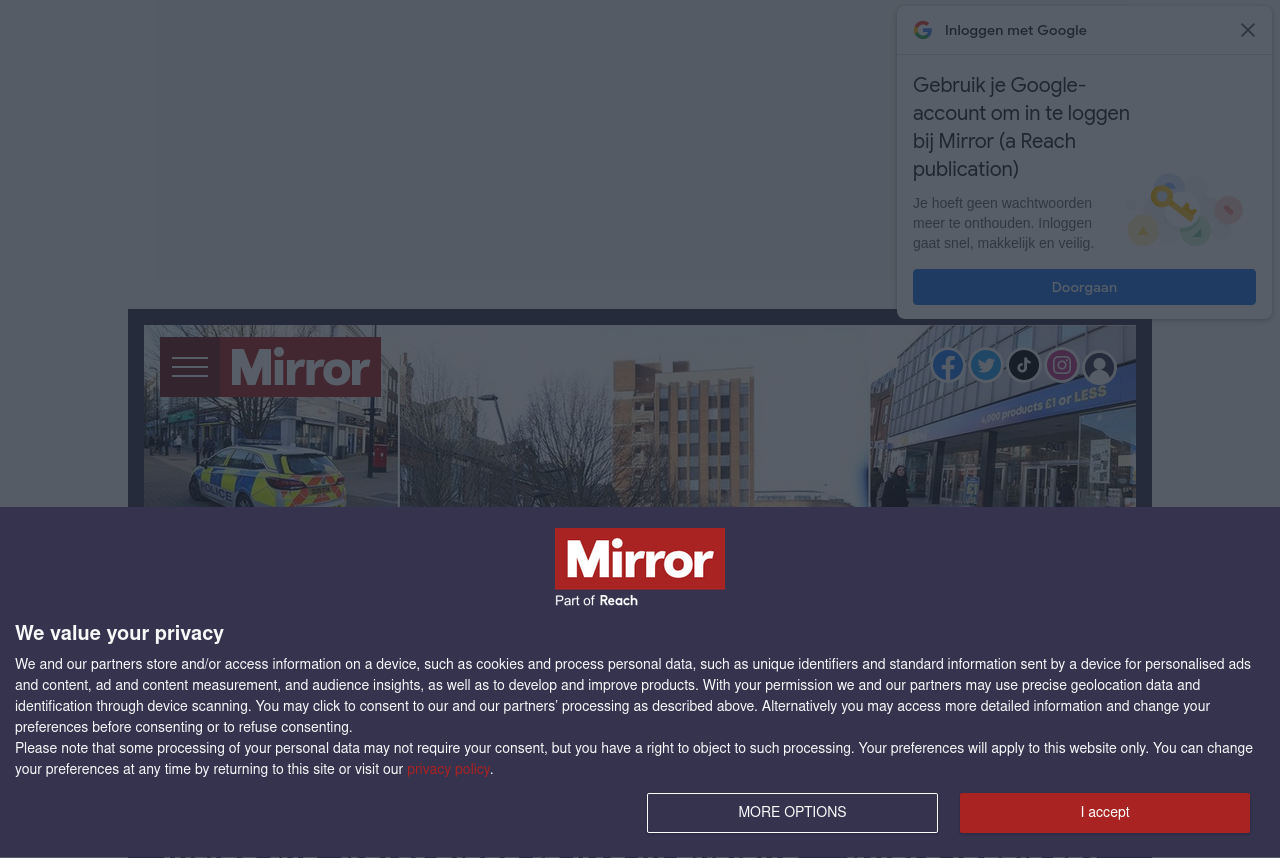 Inloggen met Google
Gebruik je Google-
account om in te loggen
bij Mirror (a Reach
publication)
Je hoeft geen wachtwoorden
meer te onthouden. Inloggen
gaat snel, makkelijk en veilig.
Doorgaan
Mirror
4,000 products £1 or LESS
POLICE
Mirror
Part of Reach
We value your privacy
We and our partners store and/or access information on a device, such as cookies and process personal data, such as unique identifiers and standard information sent by a device for personalised ads
and content, ad and content measurement, and audience insights, as well as to develop and improve products. With your permission we and our partners may use precise geolocation data and
identification through device scanning. You may click to consent to our and our partners’ processing as described above. Alternatively you may access more detailed information and change your
preferences before consenting or to refuse consenting.
Please note that some processing of your personal data may not require your consent, but you have a right to object to such processing. Your preferences will apply to this website only. You can change
your preferences at any time by returning to this site or visit our privacy policy.
MORE OPTIONS
I accept